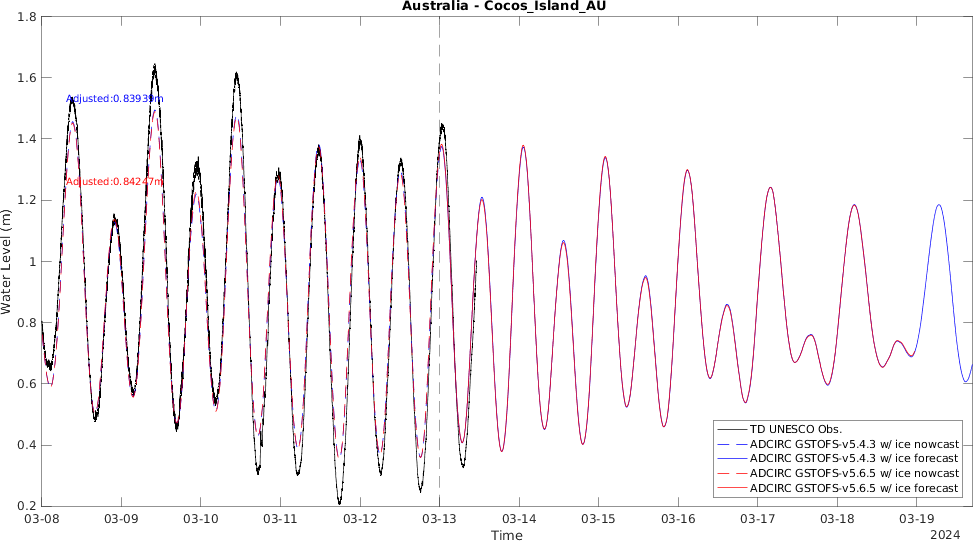 Australia - Cocos_Island_AU
1.8
1.6
1.4
1.2
1
0.8
0.6
0.4
0.2
Water Level (m)
Adjusted:0.83939m
Adjusted:0.84247m
TD UNESCO Obs.
ADCIRC GSTOFS-v5.4.3 w/ ice nowcast
ADCIRC GSTOFS-v5.4.3 w/ ice forecast
ADCIRC GSTOFS-v5.6.5 w/ ice nowcast
ADCIRC GSTOFS-v5.6.5 w/ ice forecast
03-08 03-09 03-10 03-11 03-12 03-13 03-14 03-15 03-16 03-17 03-18 03-19
Time
2024